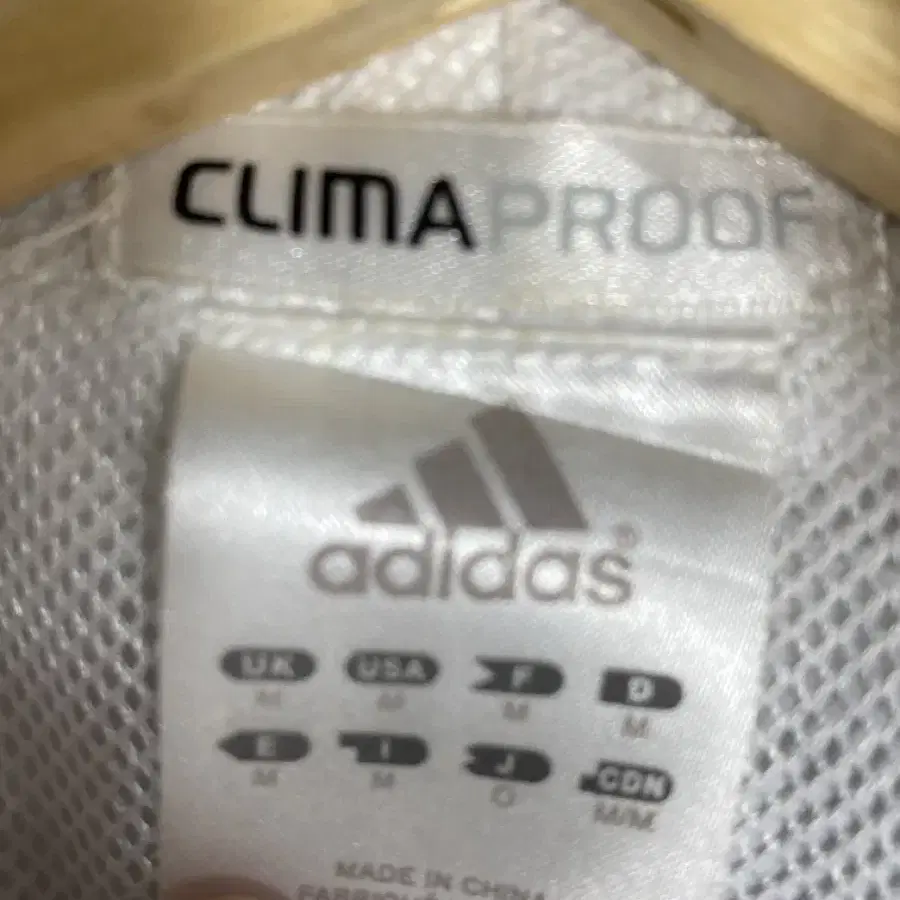 CLIMAPROOF
adidas®
UK USA F D
M M M M
E I J CDN
M M O M/M
MADE IN CHINA